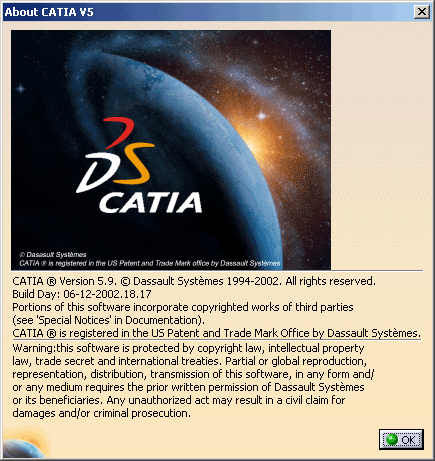 About CATIA V5
DS
CATIA
© Dasault Systèmes
CATIA ® is registered in the US Patent and Trade Mark office by Dassault Systèmes
CATIA ® Version 5.9. © Dassault Systèmes 1994-2002. All rights reserved.
Build Day: 06-12-2002.18.17
Portions of this software incorporate copyrighted works of third parties
(see 'Special Notices' in Documentation).
CATIA ® is registered in the US Patent and Trade Mark Office by Dassault Systèmes.
Warning:this software is protected by copyright law, intellectual property
law, trade secret and international treaties. Partial or global reproduction,
representation, distribution, transmission of this software, in any form and/
or any medium requires the prior written permission of Dassault Systèmes
or its beneficiaries. Any unauthorized act may result in a civil claim for
damages and/or criminal prosecution.
OK